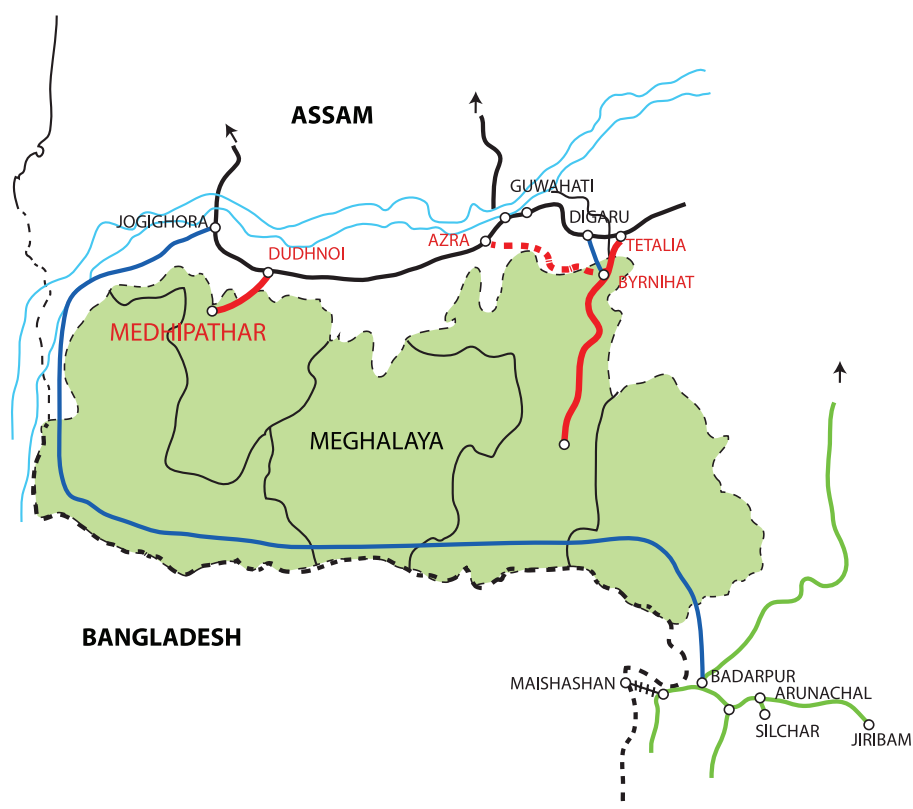 ASSAM
GUWAHATI
JOGIGHORA
DIGARU
AZRA
TETALIA
DUDHNOI
BYRNIHAT
MEDHIPATHAR
MEGHALAYA
BANGLADESH
MAISHASHAN
BADARPUR
ARUNACHAL
SILCHAR
JIRIBAM